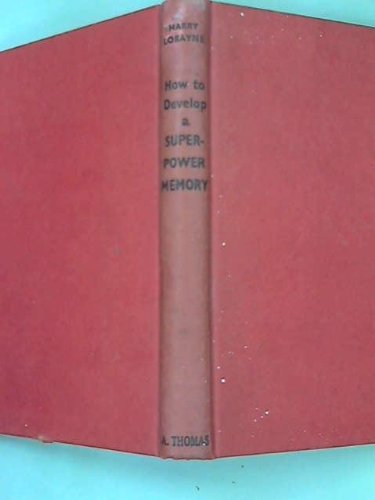 HARRY
LORAYNE
How to
Develop
a
SUPER-
POWER
MEMORY
A. THOMAS